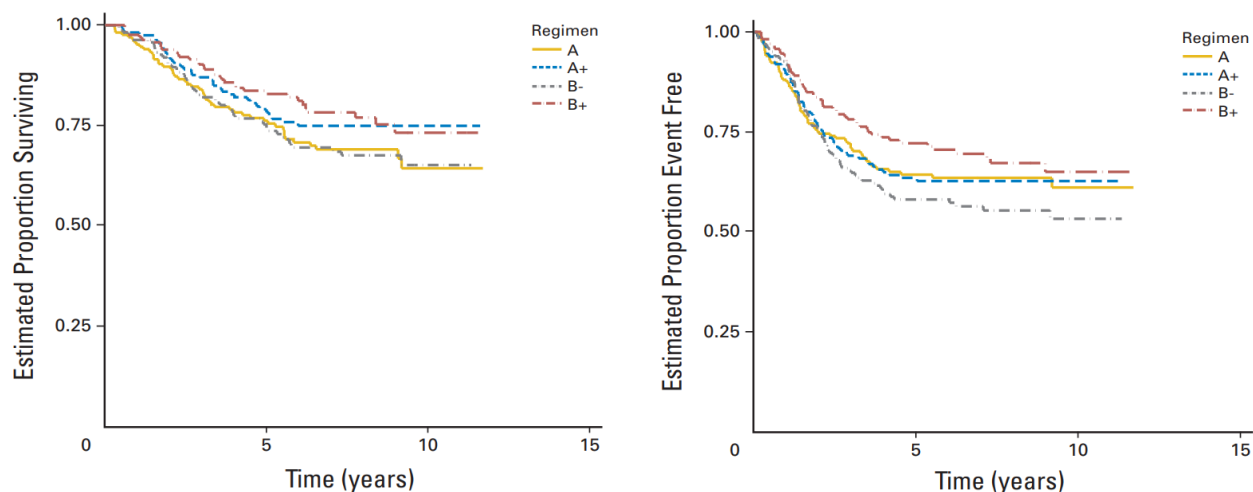 Estimated Proportion Surviving
1.00
0.75
0.50
0.25
0
5
10
15
Time (years)
Regimen
A
A+
B-
B+
Estimated Proportion Event Free
1.00
0.75
0.50
0.25
0
5
10
15
Time (years)
Regimen
A
A+
B-
B+